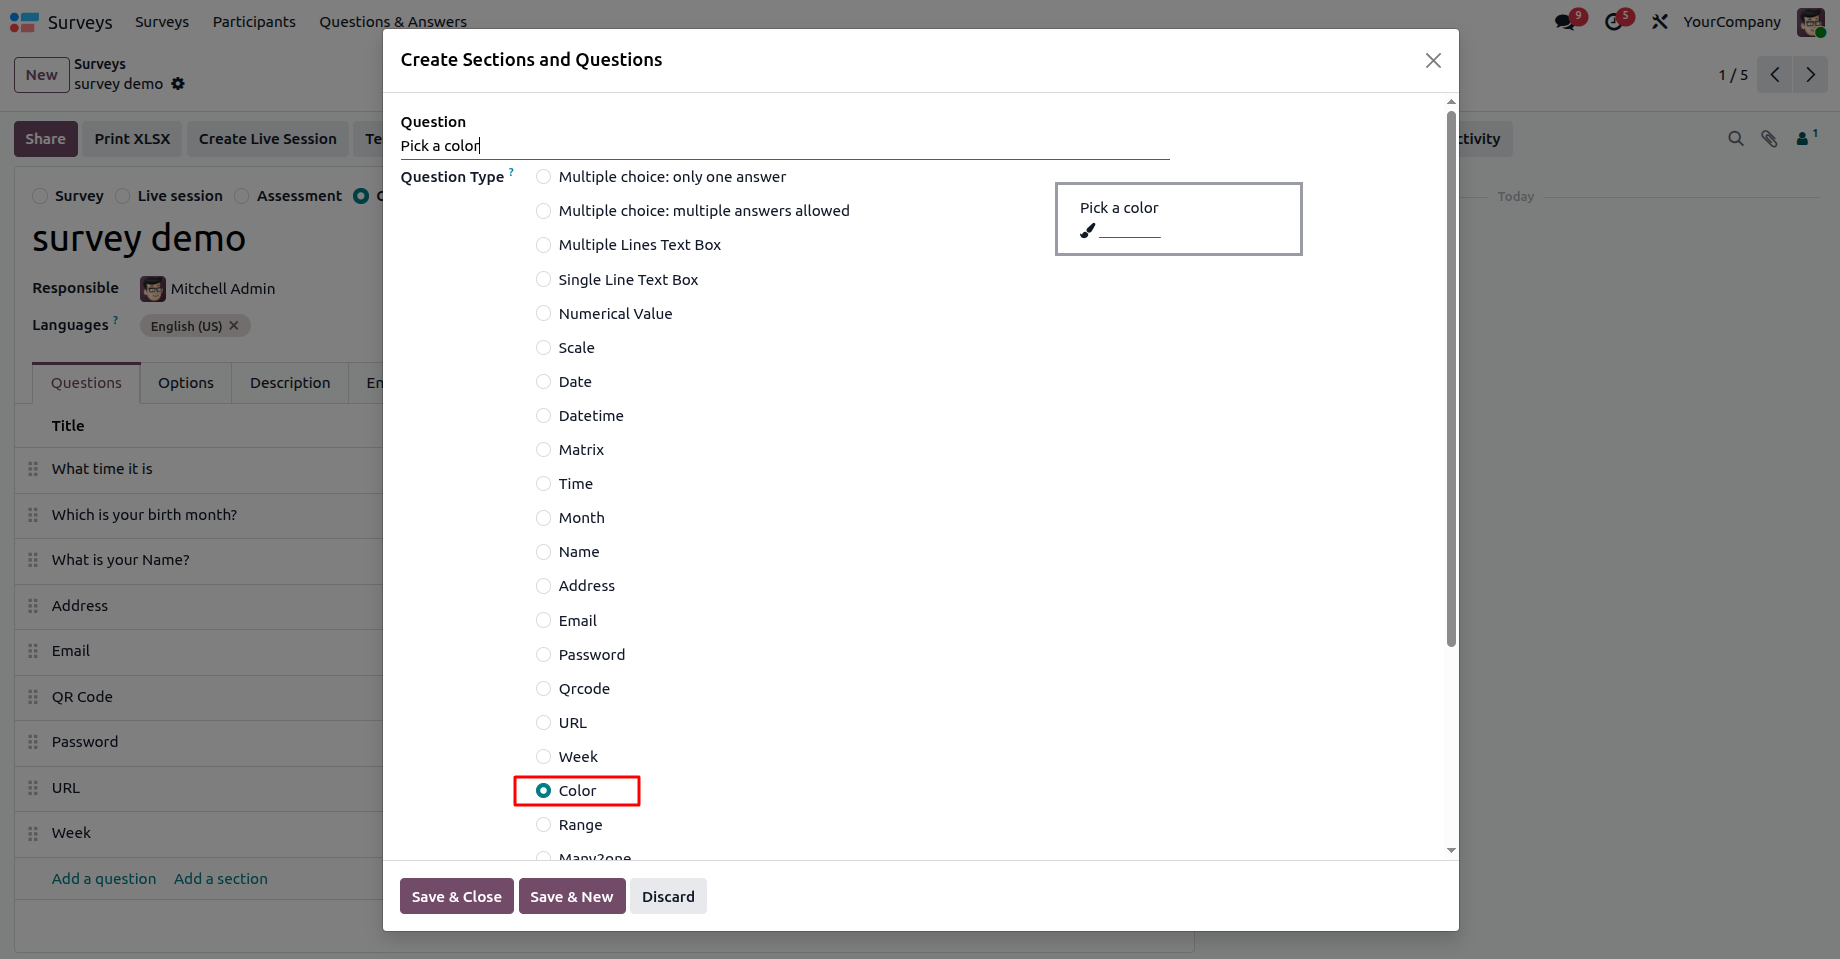 Surveys
Surveys
Participants
Questions & Answers
9
5
YourCompany
New
Surveys
survey demo
1 / 5
Share
Print XLSX
Create Live Session
Te
ctivity
1
Survey
Live session
Assessment
C
Today
survey demo
Responsible
Mitchell Admin
Languages ?
English (US)
Questions
Options
Description
En
Title
What time it is
Which is your birth month?
What is your Name?
Address
Email
QR Code
Password
URL
Week
Add a question
Add a section
Create Sections and Questions
Question
Pick a color
Question Type ?
Multiple choice: only one answer
Multiple choice: multiple answers allowed
Multiple Lines Text Box
Single Line Text Box
Numerical Value
Scale
Date
Datetime
Matrix
Time
Month
Name
Address
Email
Password
Qrcode
URL
Week
Color
Range
Many2one
Pick a color
Save & Close
Save & New
Discard